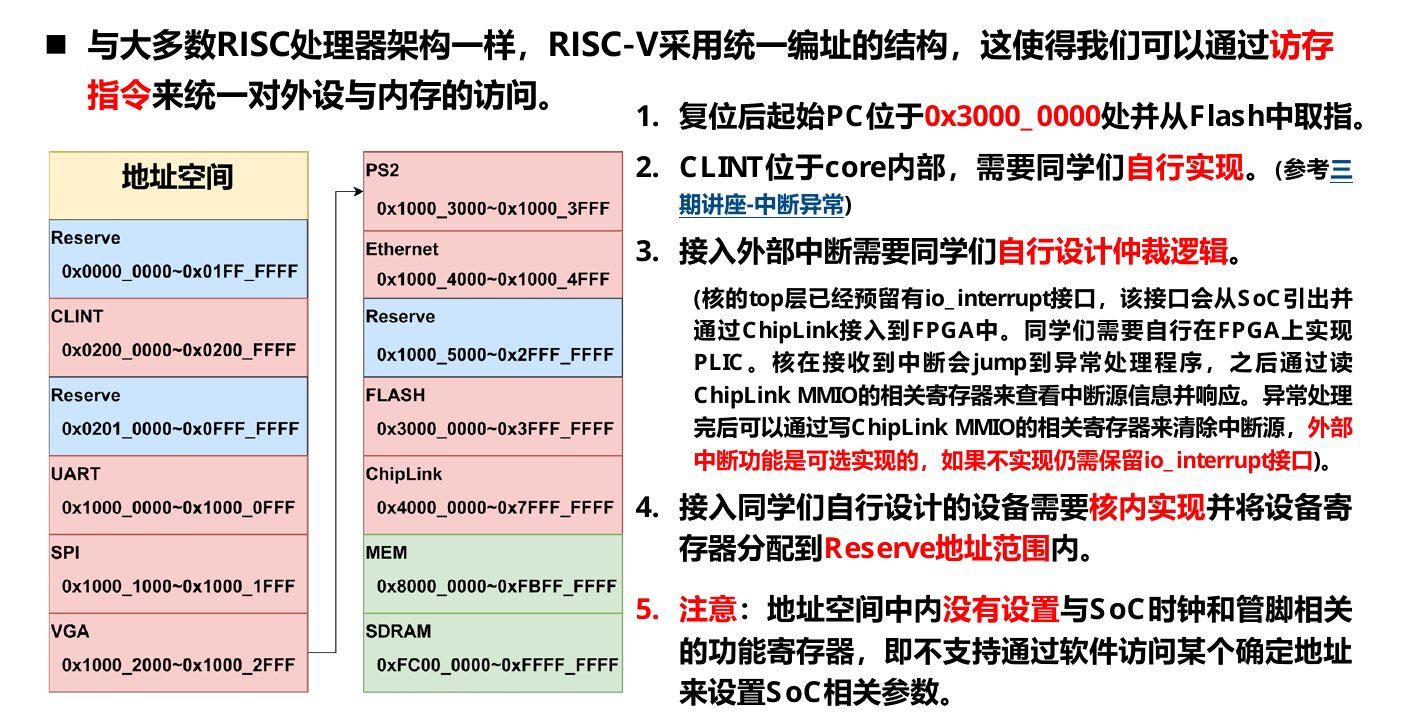 ■ 与大多数RISC处理器架构一样，RISC-V采用统一编址的结构，这使得我们可以通过访存
指令来统一对外设与内存的访问。
地址空间
Reserve
0x0000_0000~0x01FF_FFFF
CLINT
0x0200_0000~0x0200_FFFF
Reserve
0x0201_0000~0x0FFF_FFFF
UART
0x1000_0000~0x1000_0FFF
SPI
0x1000_1000~0x1000_1FFF
VGA
0x1000_2000~0x1000_2FFF
PS2
0x1000_3000~0x1000_3FFF
Ethernet
0x1000_4000~0x1000_4FFF
Reserve
0x1000_5000~0x2FFF_FFFF
FLASH
0x3000_0000~0x3FFF_FFFF
ChipLink
0x4000_0000~0x7FFF_FFFF
MEM
0x8000_0000~0xFBFF_FFFF
SDRAM
0xFC00_0000~0xFFFF_FFFF
1. 复位后起始PC位于0x3000_0000处并从Flash中取指。
2. CLINT位于core内部，需要同学们自行实现。(参考三
期讲座-中断异常)
3. 接入外部中断需要同学们自行设计仲裁逻辑。
(核的top层已经预留有io_interrupt接口，该接口会从SoC引出并
通过ChipLink接入到FPGA中。同学们需要自行在FPGA上实现
PLIC。核在接收到中断会jump到异常处理程序，之后通过读
ChipLink MMIO的相关寄存器来查看中断源信息并响应。异常处理
完后可以通过写ChipLink MMIO的相关寄存器来清除中断源，外部
中断功能是可选实现的，如果不实现仍需保留io_interrupt接口)。
4. 接入同学们自行设计的设备需要核内实现并将设备寄
存器分配到Reserve地址范围内。
5. 注意：地址空间中内没有设置与SoC时钟和管脚相关
的功能寄存器，即不支持通过软件访问某个确定地址
来设置SoC相关参数。